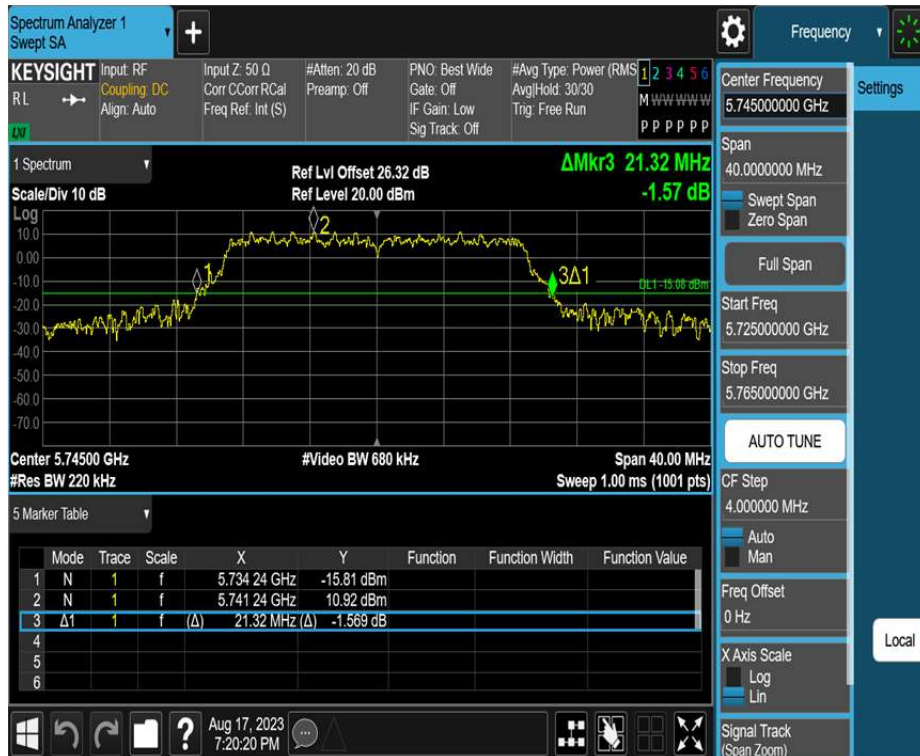 Spectrum Analyzer 1
Swept SA
+
Frequency
KEYSIGHT
R L
LXI
Input: RF
Coupling: DC
Align: Auto
Input Z: 50 Ω
Corr CCorr RCal
Freq Ref: Int (S)
#Atten: 20 dB
Preamp: Off
PNO: Best Wide
Gate: Off
IF Gain: Low
Sig Track: Off
#Avg Type: Power (RMS
Avg|Hold: 30/30
Trig: Free Run
1 2 3 4 5 6
M W W W W W
P P P P P P
1 Spectrum
Scale/Div 10 dB
Ref Lvl Offset 26.32 dB
Ref Level 20.00 dBm
ΔMkr3 21.32 MHz
-1.57 dB
Log
10.0
0.00
-10.0
-20.0
-30.0
-40.0
-50.0
-60.0
-70.0
1
2
3Δ1
DL1 -15.08 dBm
Center 5.74500 GHz
#Video BW 680 kHz
Span 40.00 MHz
#Res BW 220 kHz
Sweep 1.00 ms (1001 pts)
5 Marker Table
Mode Trace Scale X Y Function Function Width Function Value
1 N 1 f 5.734 24 GHz -15.81 dBm
2 N 1 f 5.741 24 GHz 10.92 dBm
3 Δ1 1 f (Δ) 21.32 MHz (Δ) -1.569 dB
4
5
6
?
Aug 17, 2023
7:20:20 PM
Center Frequency
5.745000000 GHz
Settings
Span
40.0000000 MHz
Swept Span
Zero Span
Full Span
Start Freq
5.725000000 GHz
Stop Freq
5.765000000 GHz
AUTO TUNE
CF Step
4.000000 MHz
Auto
Man
Freq Offset
0 Hz
Local
X Axis Scale
Log
Lin
Signal Track
(Span Zoom)